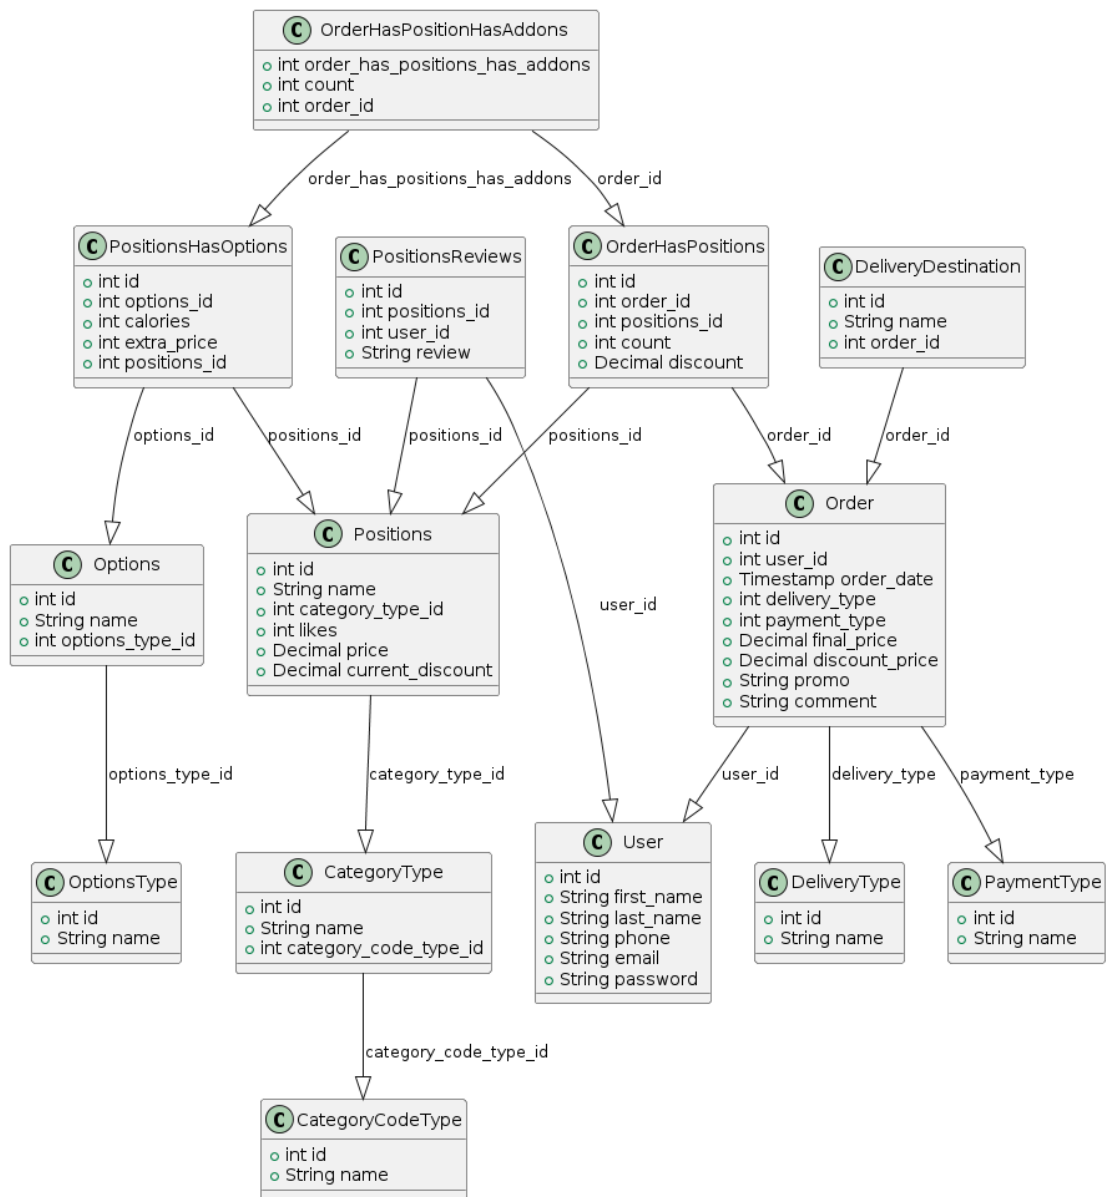 C OrderHasPositionHasAddons
int order_has_positions_has_addons
int count
int order_id
order_has_positions_has_addons
order_id
C PositionsHasOptions
int id
int options_id
int calories
int extra_price
int positions_id
C PositionsReviews
int id
int positions_id
int user_id
String review
C OrderHasPositions
int id
int order_id
int positions_id
int count
Decimal discount
C DeliveryDestination
int id
String name
int order_id
options_id
positions_id
positions_id
positions_id
order_id
order_id
C Options
int id
String name
int options_type_id
C Positions
int id
String name
int category_type_id
int likes
Decimal price
Decimal current_discount
user_id
C Order
int id
int user_id
Timestamp order_date
int delivery_type
int payment_type
Decimal final_price
Decimal discount_price
String promo
String comment
options_type_id
category_type_id
user_id
delivery_type
payment_type
C OptionsType
int id
String name
C CategoryType
int id
String name
int category_code_type_id
C User
int id
String first_name
String last_name
String phone
String email
String password
C DeliveryType
int id
String name
C PaymentType
int id
String name
category_code_type_id
C CategoryCodeType
int id
String name